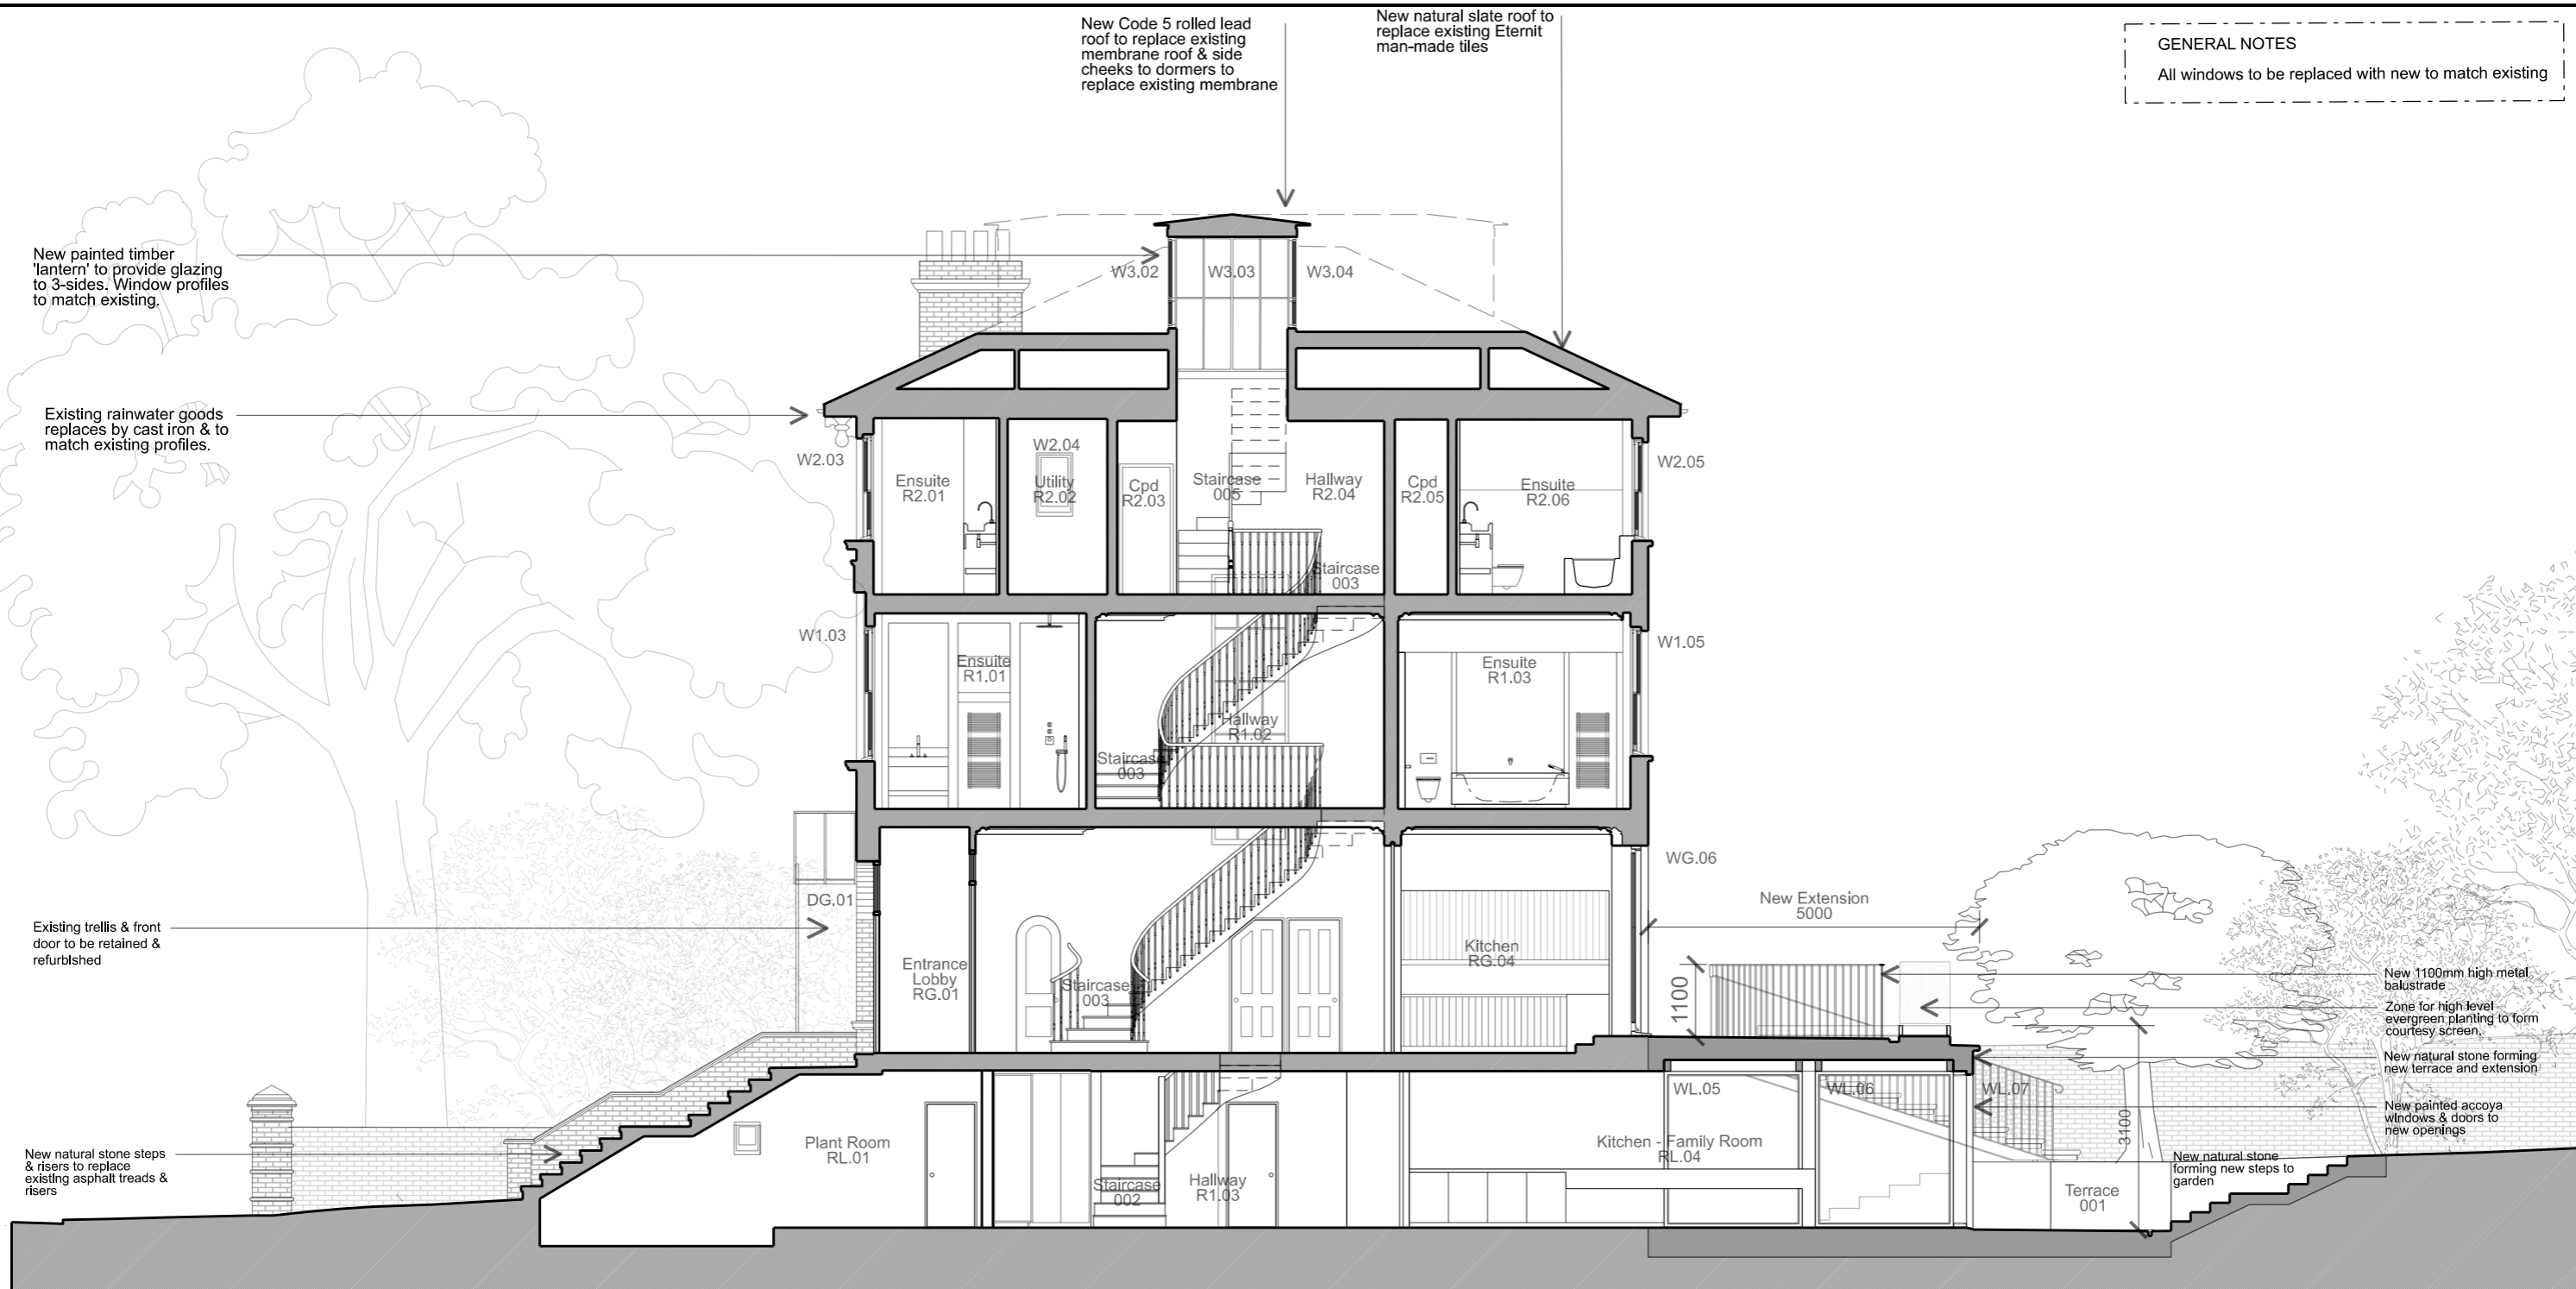 New Code 5 rolled lead
roof to replace existing
membrane roof & side
cheeks to dormers to
replace existing membrane
New natural slate roof to
replace existing Eternit
man-made tiles
GENERAL NOTES
All windows to be replaced with new to match existing
New painted timber
'lantern' to provide glazing
to 3-sides. Window profiles
to match existing.
W3.02
W3.03
W3.04
Existing rainwater goods
replaces by cast iron & to
match existing profiles.
W2.03
Ensuite
R2.01
W2.04
Utility
R2.02
Cpd
R2.03
Staircase
005
Hallway
R2.04
Cpd
R2.05
Ensuite
R2.06
W2.05
Staircase
003
W1.03
Ensuite
R1.01
Staircase
003
Hallway
R1.02
Ensuite
R1.03
W1.05
Existing trellis & front
door to be retained &
refurbished
DG.01
Entrance
Lobby
RG.01
Staircase
003
Kitchen
RG.04
WG.06
New Extension
5000
1100
New 1100mm high metal
balustrade
Zone for high level
evergreen planting to form
courtesy screen.
New natural stone forming
new terrace and extension
New painted accoya
windows & doors to
new openings
New natural stone steps
& risers to replace
existing asphalt treads &
risers
Plant Room
RL.01
Staircase
002
Hallway
R1.03
Kitchen - Family Room
RL.04
WL.05
WL.06
WL.07
3100
New natural stone
forming new steps to
garden
Terrace
001